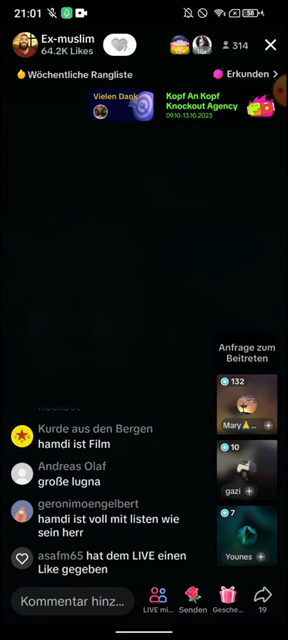 21:01
58
Ex-muslim
64.2K Likes
314
Wöchentliche Rangliste
Erkunden >
Vielen Dank
Kopf An Kopf
Knockout Agency
09.10-13.10.2023
Anfrage zum
Beitreten
132
Mary🙏...
10
gazi
7
Younes
Kurde aus den Bergen
hamdi ist Film
Andreas Olaf
große lugna
geronimoengelbert
hamdi ist voll mit listen wie
sein herr
asafm65 hat dem LIVE einen
Like gegeben
Kommentar hinz...
LIVE mi...
Senden
Gesche...
19